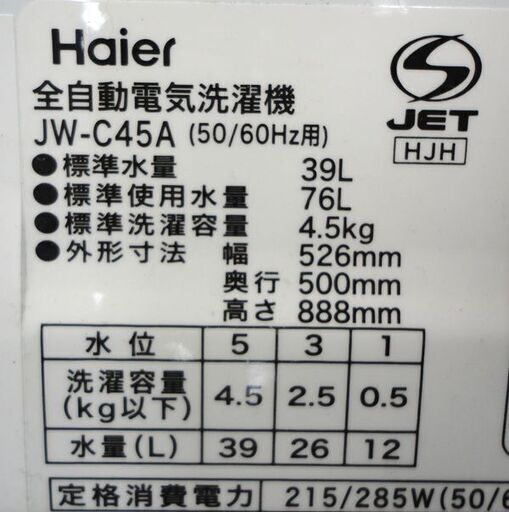 Haier
S
JET
HJH
全自動電気洗濯機
JW-C45A (50/60Hz用)
●標準水量 39L
●標準使用水量 76L
●標準洗濯容量 4.5kg
●外形寸法 幅 526mm
奥行 500mm
高さ 888mm
水位 5 3 1
洗濯容量
(kg以下) 4.5 2.5 0.5
水量(L) 39 26 12
定格消費電力 215/285W(50/6